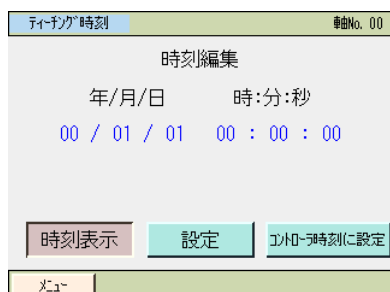 ティーチング時刻 軸No. 00
時刻編集
年/月/日 時:分:秒
00 / 01 / 01 00 : 00 : 00
時刻表示 設定 コントローラ時刻に設定
メニュー